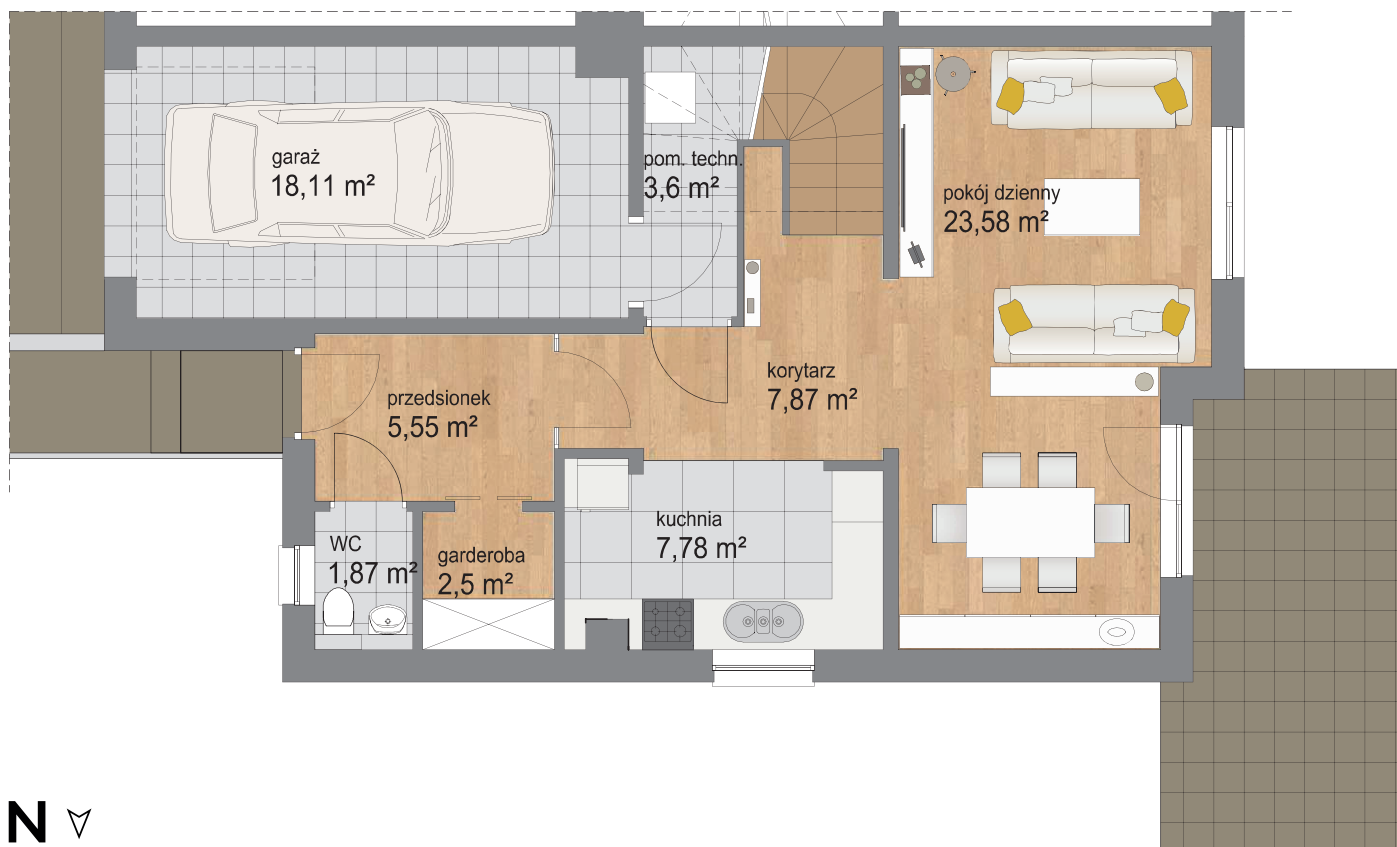 garaż
18,11 m²
pom. techn.
3,6 m²
pokój dzienny
23,58 m²
korytarz
7,87 m²
przedsionek
5,55 m²
kuchnia
7,78 m²
WC
1,87 m²
garderoba
2,5 m²
N